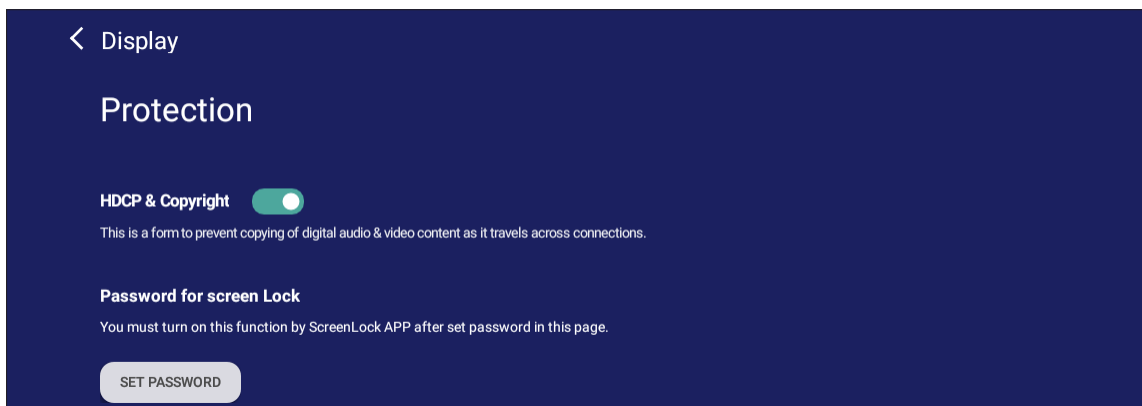 Display
Protection
HDCP & Copyright
This is a form to prevent copying of digital audio & video content as it travels across connections.
Password for screen Lock
You must turn on this function by ScreenLock APP after set password in this page.
SET PASSWORD